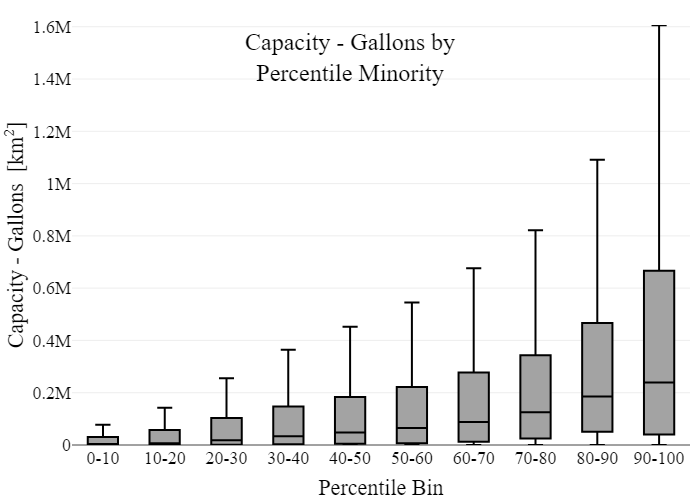 Capacity - Gallons by
Percentile Minority
Capacity - Gallons [km²]
1.6M
1.4M
1.2M
1M
0.8M
0.6M
0.4M
0.2M
0
0-10 10-20 20-30 30-40 40-50 50-60 60-70 70-80 80-90 90-100
Percentile Bin